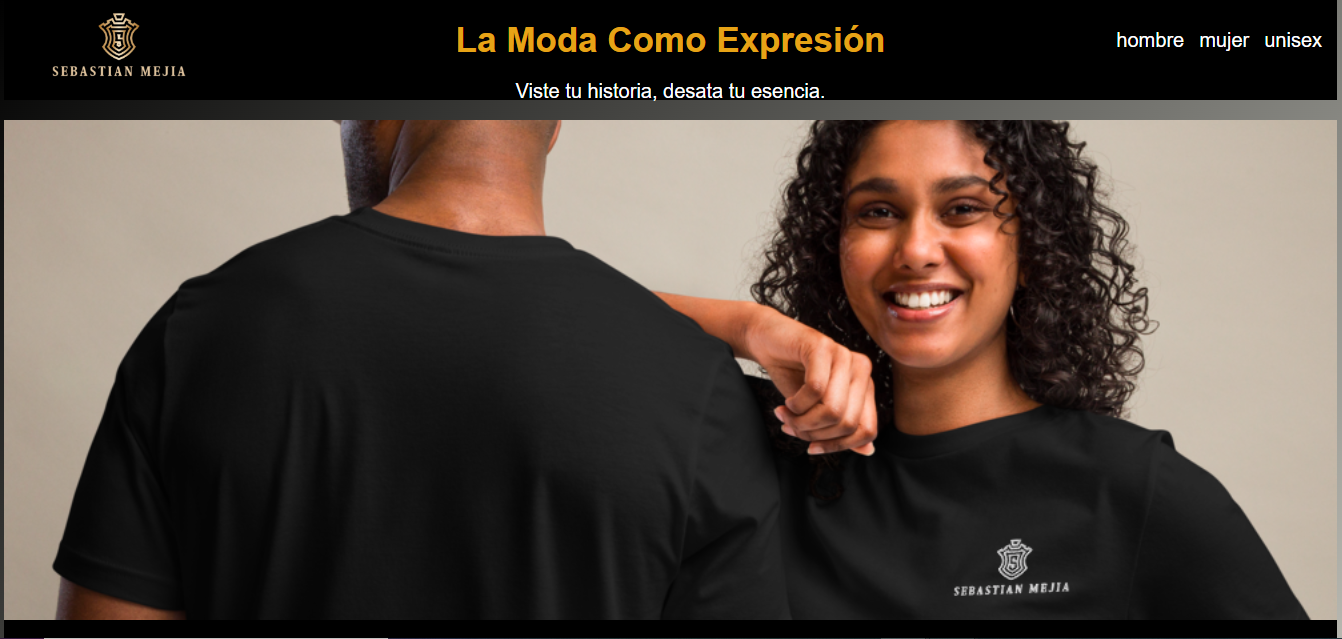 S
SEBASTIAN MEJIA
La Moda Como Expresión
Viste tu historia, desata tu esencia.
hombre mujer unisex
S
SEBASTIAN MEJIA